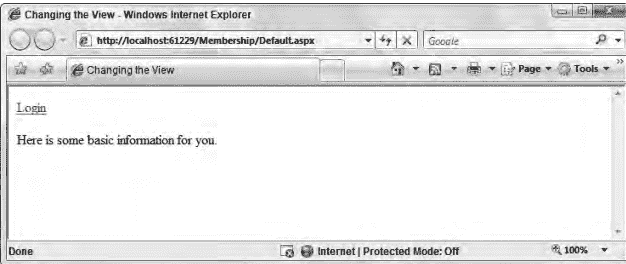 Changing the View - Windows Internet Explorer
http://localhost:61229/Membership/Default.aspx
Google
Changing the View
Page
Tools
Login
Here is some basic information for you.
Done
Internet | Protected Mode: Off
100%